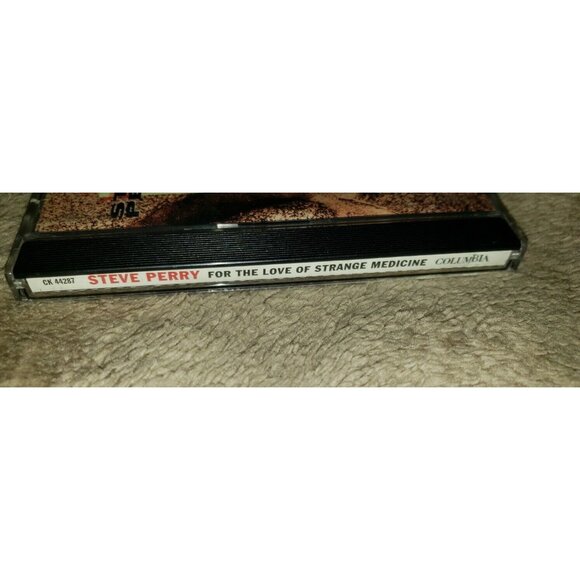 CK 44287 STEVE PERRY FOR THE LOVE OF STRANGE MEDICINE COLUMBIA